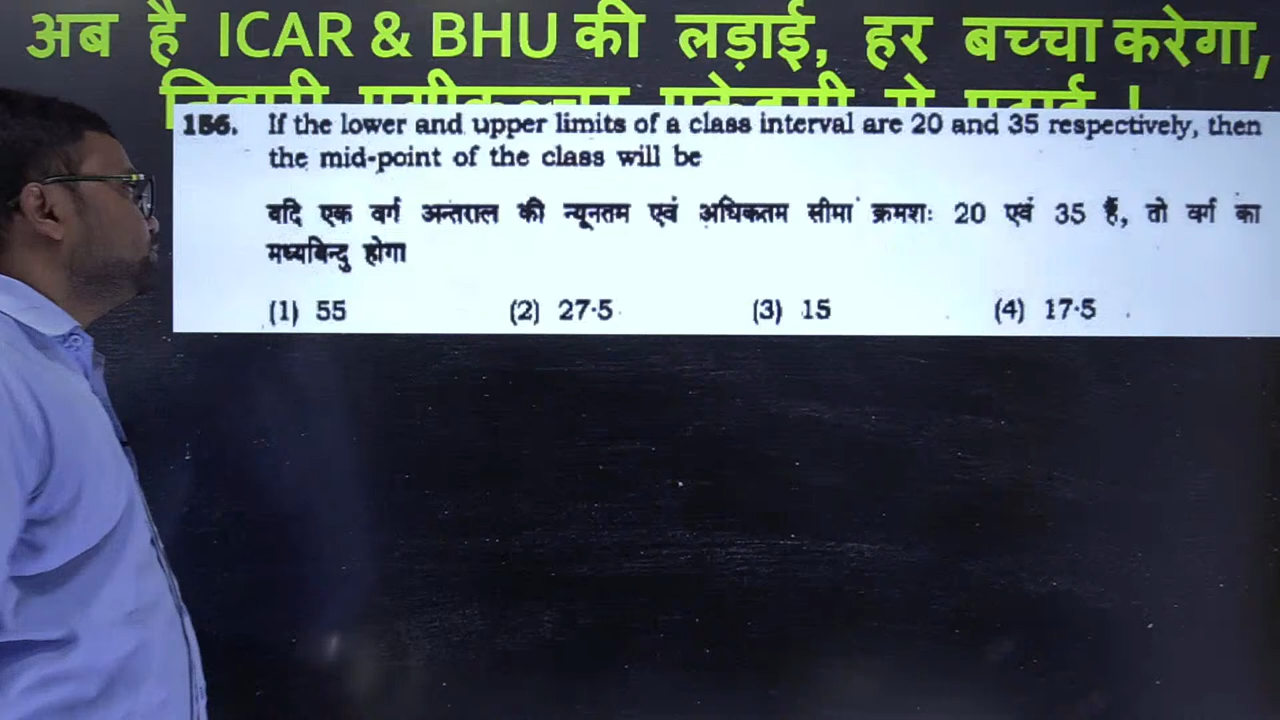 अब है ICAR & BHU की लड़ाई, हर बच्चा करेगा,
156. If the lower and upper limits of a class interval are 20 and 35 respectively, then
the mid-point of the class will be
यदि एक वर्ग अन्तराल की न्यूनतम एवं अधिकतम सीमा क्रमशः 20 एवं 35 हैं, तो वर्ग का
मध्यबिन्दु होगा
(1) 55 (2) 27·5 (3) 15 (4) 17·5